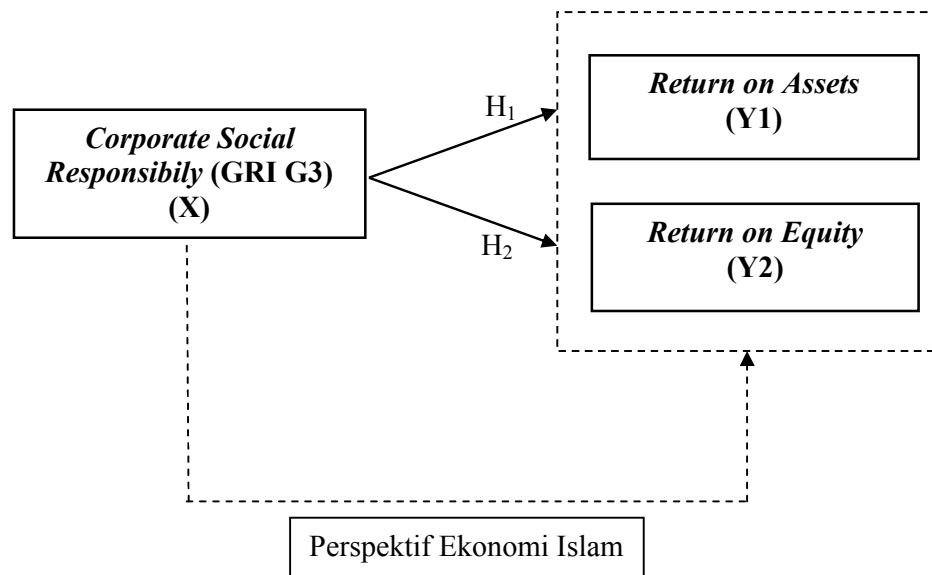 Corporate Social
Responsibily (GRI G3)
(X)
H1
H2
Return on Assets
(Y1)
Return on Equity
(Y2)
Perspektif Ekonomi Islam